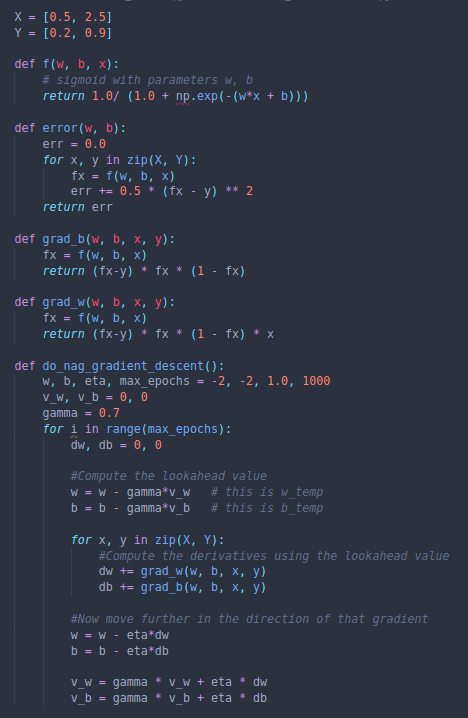 X = [0.5, 2.5]
Y = [0.2, 0.9]
def f(w, b, x):
    # sigmoid with parameters w, b
    return 1.0/ (1.0 + np.exp(-(w*x + b)))
def error(w, b):
    err = 0.0
    for x, y in zip(X, Y):
        fx = f(w, b, x)
        err += 0.5 * (fx - y) ** 2
    return err
def grad_b(w, b, x, y):
    fx = f(w, b, x)
    return (fx-y) * fx * (1 - fx)
def grad_w(w, b, x, y):
    fx = f(w, b, x)
    return (fx-y) * fx * (1 - fx) * x
def do_nag_gradient_descent():
    w, b, eta, max_epochs = -2, -2, 1.0, 1000
    v_w, v_b = 0, 0
    gamma = 0.7
    for i in range(max_epochs):
        dw, db = 0, 0
        #Compute the lookahead value
        w = w - gamma*v_w   # this is w_temp
        b = b - gamma*v_b   # this is b_temp
        for x, y in zip(X, Y):
            #Compute the derivatives using the lookahead value
            dw += grad_w(w, b, x, y)
            db += grad_b(w, b, x, y)
        #Now move further in the direction of that gradient
        w = w - eta*dw
        b = b - eta*db
        v_w = gamma * v_w + eta * dw
        v_b = gamma * v_b + eta * db